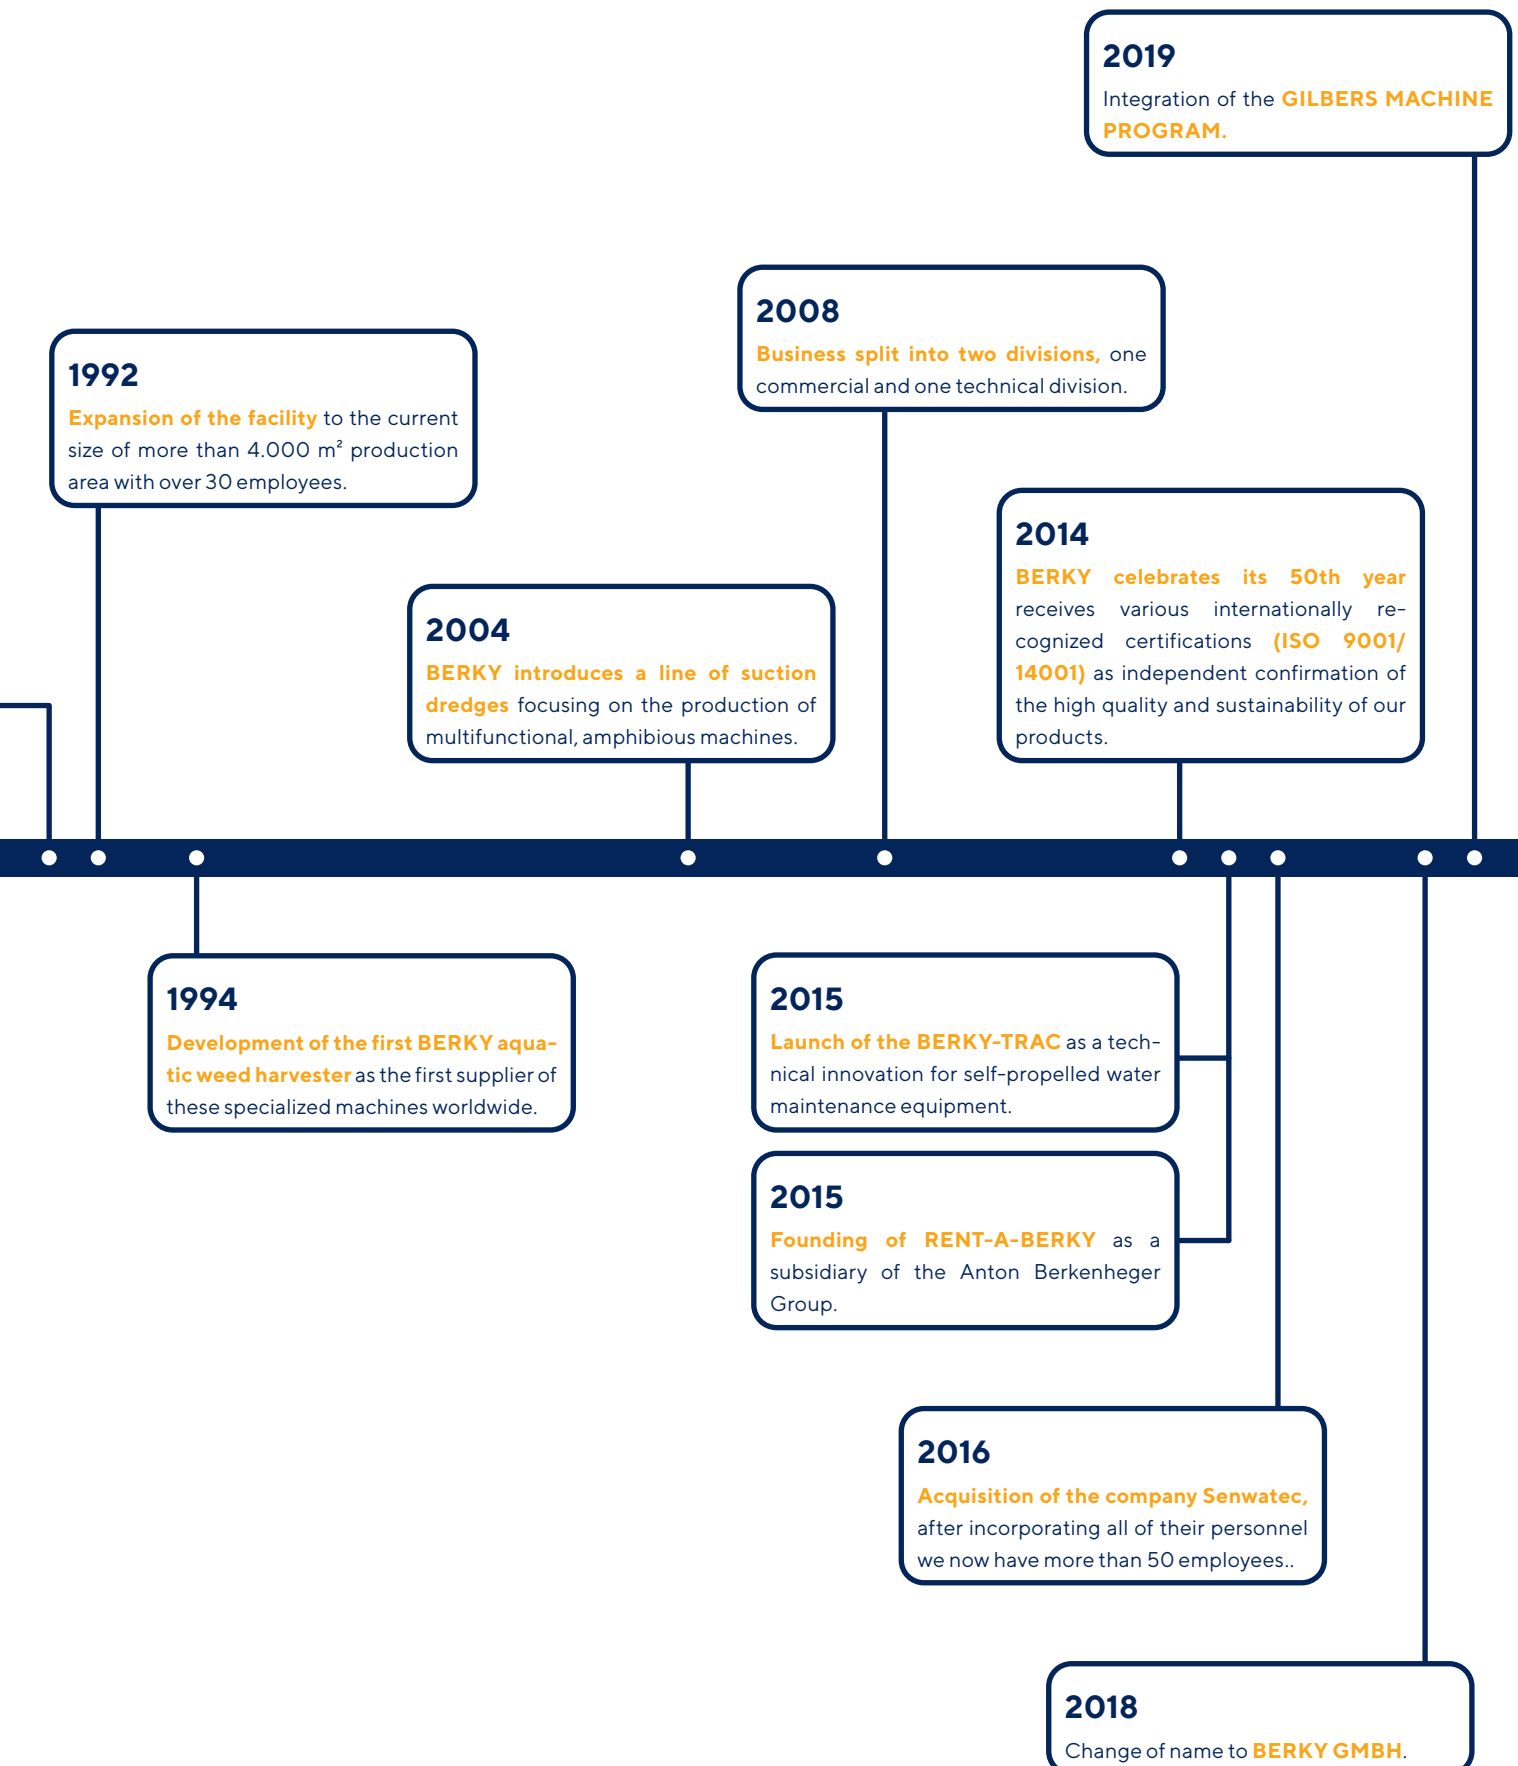 2019
Integration of the GILBERS MACHINE
PROGRAM.
2008
Business split into two divisions, one
commercial and one technical division.
1992
Expansion of the facility to the current
size of more than 4.000 m² production
area with over 30 employees.
2014
BERKY celebrates its 50th year
receives various internationally re-
cognized certifications (ISO 9001/
14001) as independent confirmation of
the high quality and sustainability of our
products.
2004
BERKY introduces a line of suction
dredges focusing on the production of
multifunctional, amphibious machines.
1994
Development of the first BERKY aqua-
tic weed harvester as the first supplier of
these specialized machines worldwide.
2015
Launch of the BERKY-TRAC as a tech-
nical innovation for self-propelled water
maintenance equipment.
2015
Founding of RENT-A-BERKY as a
subsidiary of the Anton Berkenheger
Group.
2016
Acquisition of the company Senwatec,
after incorporating all of their personnel
we now have more than 50 employees..
2018
Change of name to BERKY GMBH.